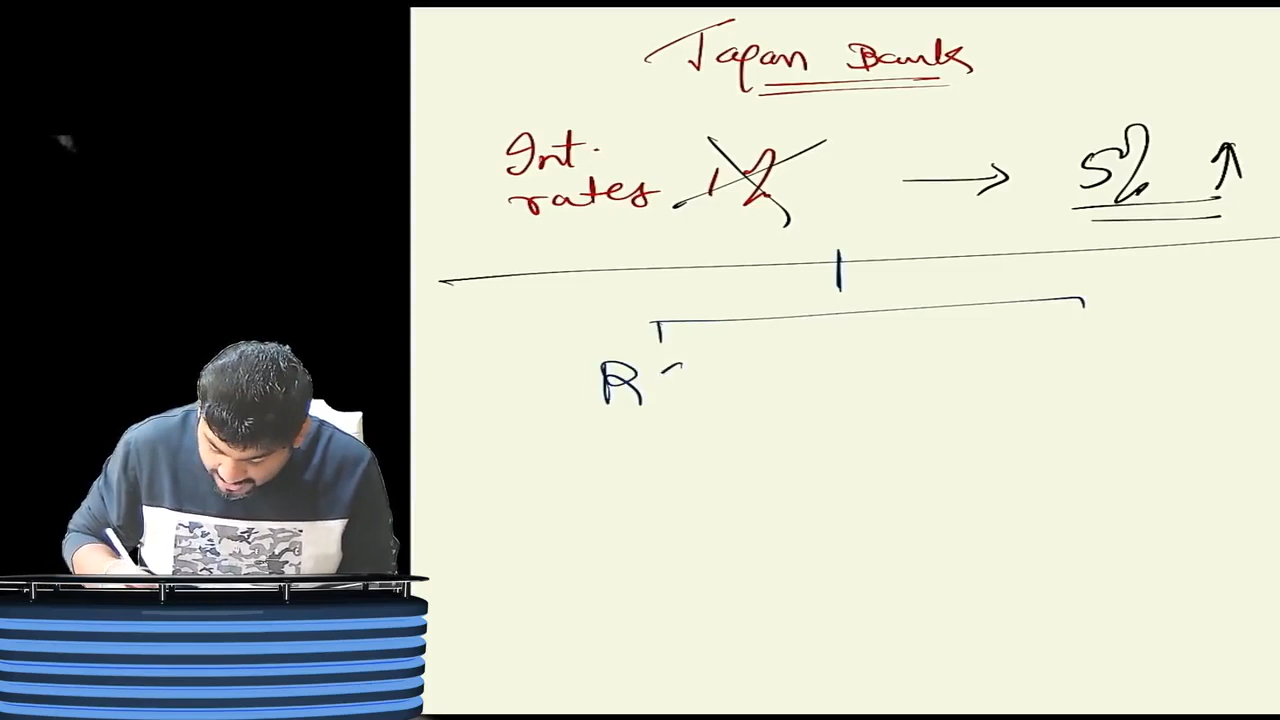 Japan Bank
Int. 1% → 5% ↑
rates
R